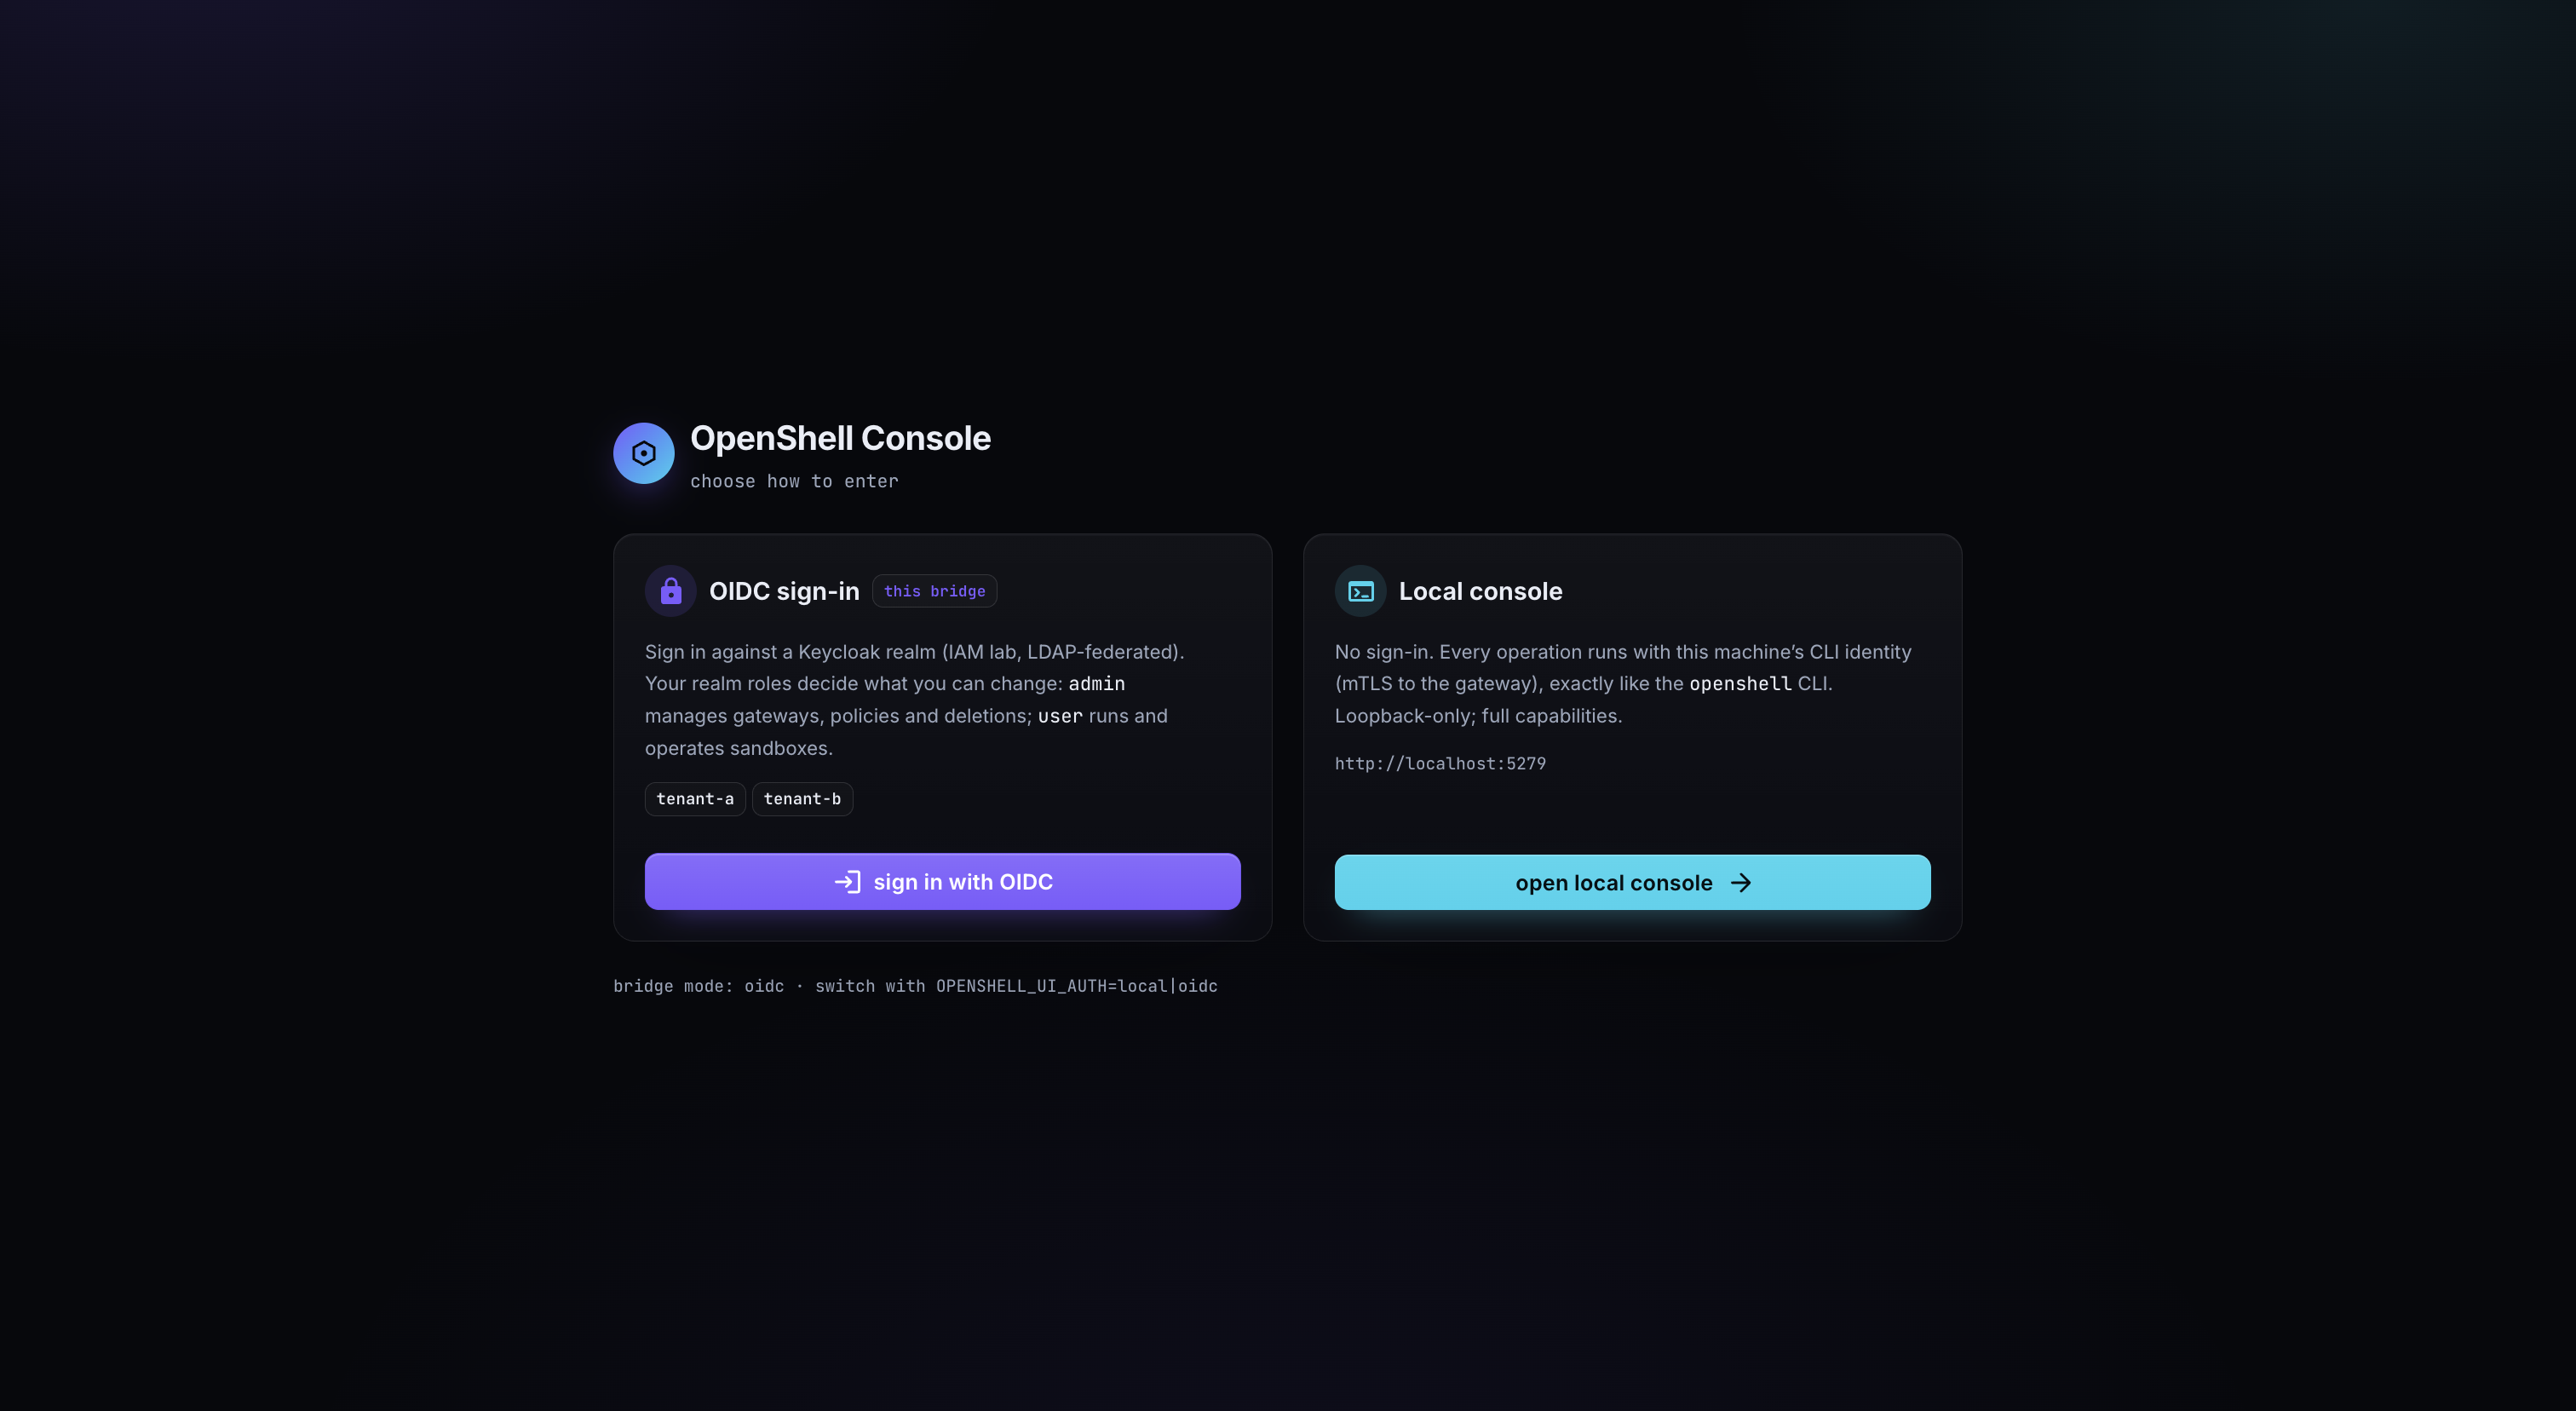 OpenShell Console
choose how to enter
OIDC sign-in this bridge
Sign in against a Keycloak realm (IAM lab, LDAP-federated).
Your realm roles decide what you can change: admin
manages gateways, policies and deletions; user runs and
operates sandboxes.
tenant-a tenant-b
sign in with OIDC
Local console
No sign-in. Every operation runs with this machine’s CLI identity
(mTLS to the gateway), exactly like the openshell CLI.
Loopback-only; full capabilities.
http://localhost:5279
open local console
bridge mode: oidc · switch with OPENSHELL_UI_AUTH=local|oidc